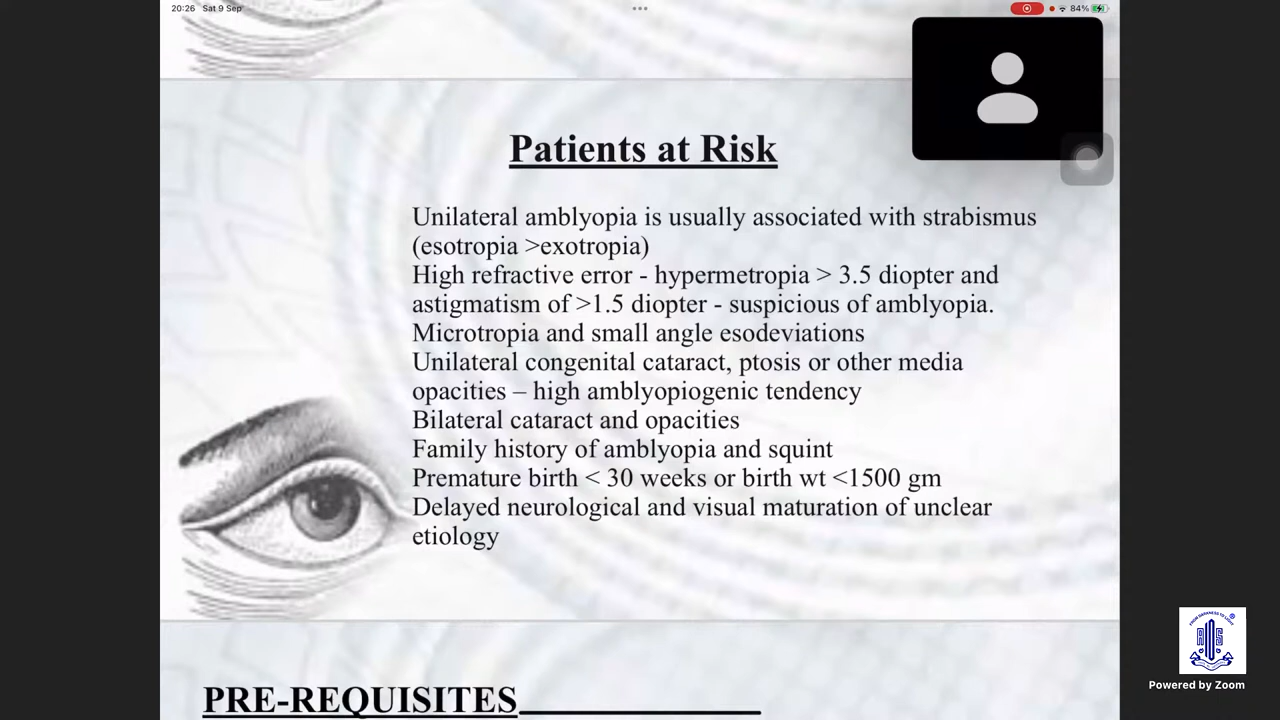 20:26 Sat 9 Sep
84%
Patients at Risk
Unilateral amblyopia is usually associated with strabismus
(esotropia >exotropia)
High refractive error - hypermetropia > 3.5 diopter and
astigmatism of >1.5 diopter - suspicious of amblyopia.
Microtropia and small angle esodeviations
Unilateral congenital cataract, ptosis or other media
opacities – high amblyopiogenic tendency
Bilateral cataract and opacities
Family history of amblyopia and squint
Premature birth < 30 weeks or birth wt <1500 gm
Delayed neurological and visual maturation of unclear
etiology
PRE-REQUISITES
Powered by Zoom